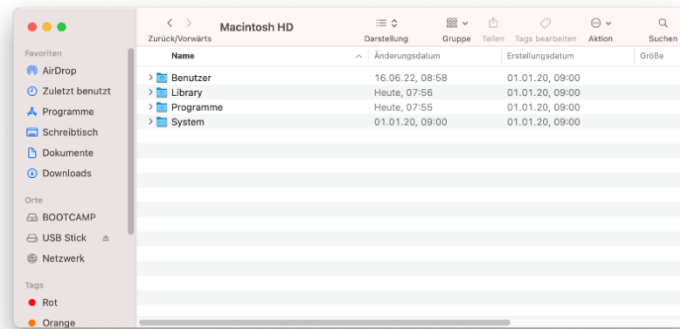 Macintosh HD
Zurück/Vorwärts Darstellung Gruppe Teilen Tags bearbeiten Aktion Suchen
Favoriten
AirDrop
Zuletzt benutzt
Programme
Schreibtisch
Dokumente
Downloads
Orte
BOOTCAMP
USB Stick
Netzwerk
Tags
Rot
Orange
Name Änderungsdatum Erstellungsdatum Größe
Benutzer 16.06.22, 08:58 01.01.20, 09:00
Library Heute, 07:56 01.01.20, 09:00
Programme Heute, 07:55 01.01.20, 09:00
System 01.01.20, 09:00 01.01.20, 09:00